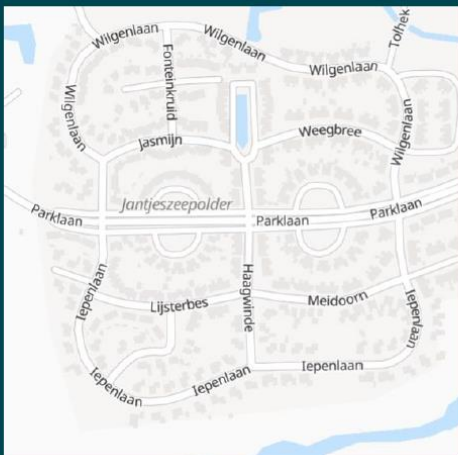 Tolhek
Wilgenlaan
Wilgenlaan
Fonteinkruid
Wilgenlaan
Wilgenlaan
Jasmijn
Weegbree
Wilgenlaan
Jantjeszeepolder
Parklaan
Parklaan
Parklaan
Iepenlaan
Haagwinde
Lijsterbes
Meidoorn
Iepenlaan
Iepenlaan
Iepenlaan
Iepenlaan